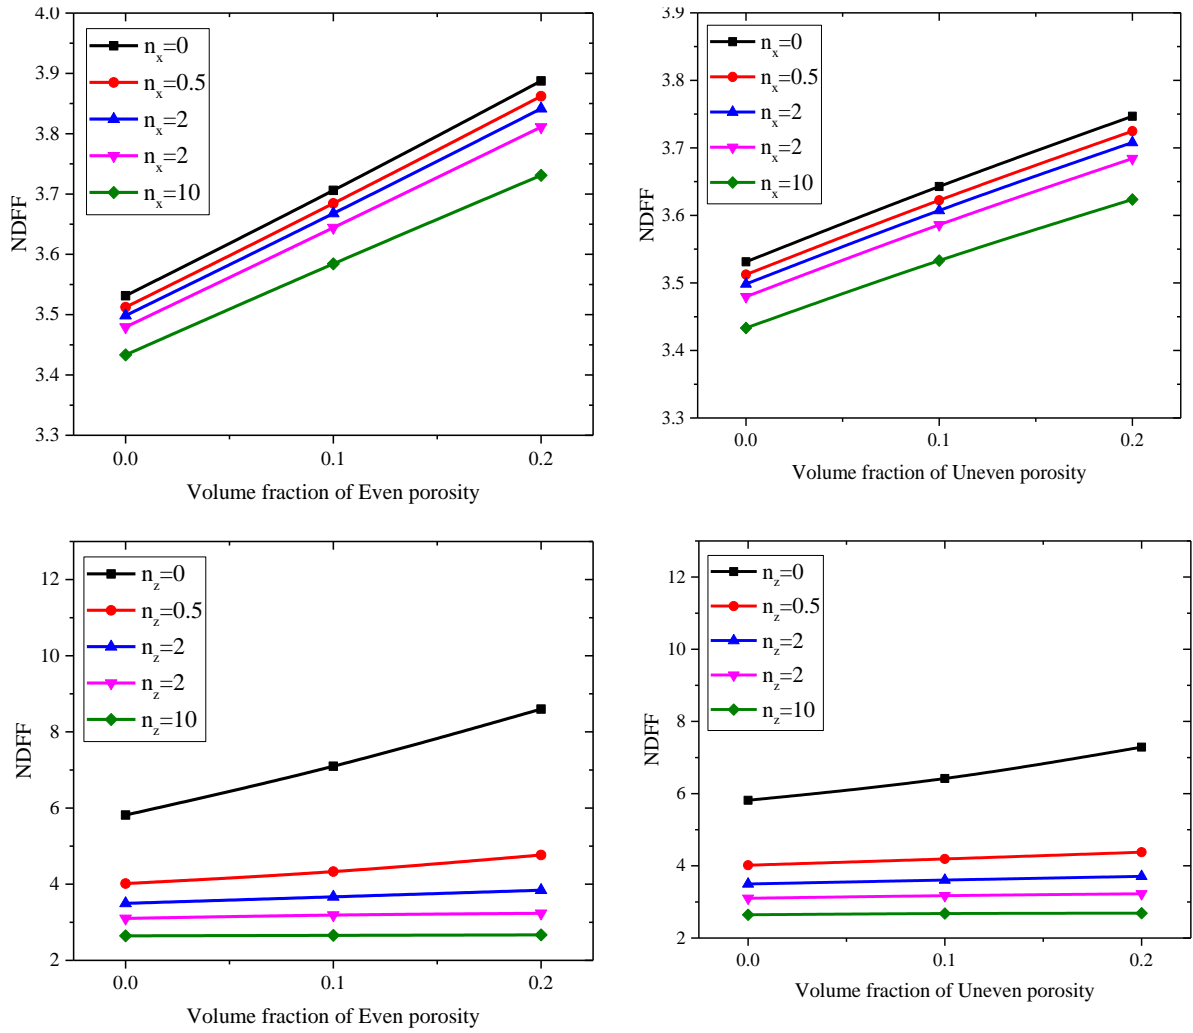 4.0
3.9
3.8
3.7
3.6
3.5
3.4
3.3
NDFF
n_x=0
n_x=0.5
n_x=2
n_x=2
n_x=10
0.0 0.1 0.2
Volume fraction of Even porosity
3.9
3.8
3.7
3.6
3.5
3.4
3.3
NDFF
n_x=0
n_x=0.5
n_x=2
n_x=2
n_x=10
0.0 0.1 0.2
Volume fraction of Uneven porosity
12
10
8
6
4
2
NDFF
n_z=0
n_z=0.5
n_z=2
n_z=2
n_z=10
0.0 0.1 0.2
Volume fraction of Even porosity
12
10
8
6
4
2
NDFF
n_z=0
n_z=0.5
n_z=2
n_z=2
n_z=10
0.0 0.1 0.2
Volume fraction of Uneven porosity